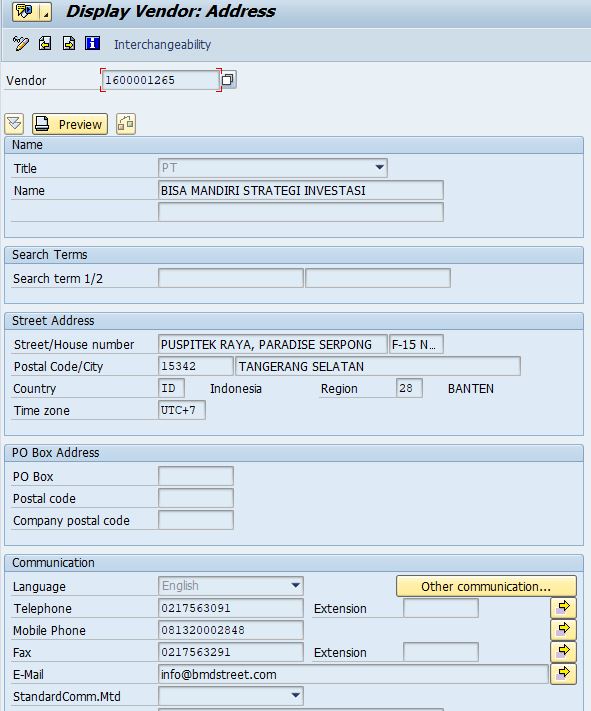 Display Vendor: Address
Interchangeability
Vendor 1600001265
Preview
Name
Title PT
Name BISA MANDIRI STRATEGI INVESTASI
Search Terms
Search term 1/2
Street Address
Street/House number PUSPITEK RAYA, PARADISE SERPONG F-15 N...
Postal Code/City 15342 TANGERANG SELATAN
Country ID Indonesia Region 28 BANTEN
Time zone UTC+7
PO Box Address
PO Box
Postal code
Company postal code
Communication
Language English Other communication...
Telephone 0217563091 Extension
Mobile Phone 081320002848
Fax 0217563291 Extension
E-Mail info@bmdstreet.com
StandardComm.Mtd